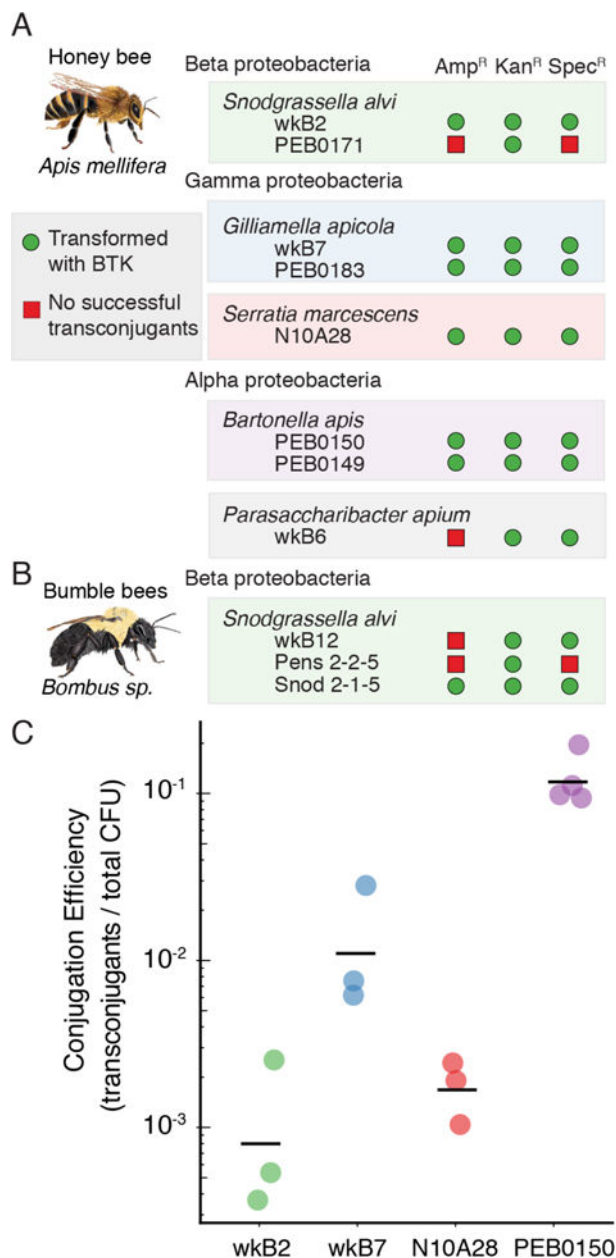 A
Honey bee
Apis mellifera
Beta proteobacteria
Amp^R Kan^R Spec^R
Snodgrassella alvi
wkB2
PEB0171
Gamma proteobacteria
Transformed
with BTK
No successful
transconjugants
Gilliamella apicola
wkB7
PEB0183
Serratia marcescens
N10A28
Alpha proteobacteria
Bartonella apis
PEB0150
PEB0149
Parasaccharibacter apium
wkB6
B
Bumble bees
Bombus sp.
Beta proteobacteria
Snodgrassella alvi
wkB12
Pens 2-2-5
Snod 2-1-5
C
Conjugation Efficiency
(transconjugants / total CFU)
10^-1
10^-2
10^-3
wkB2 wkB7 N10A28 PEB0150